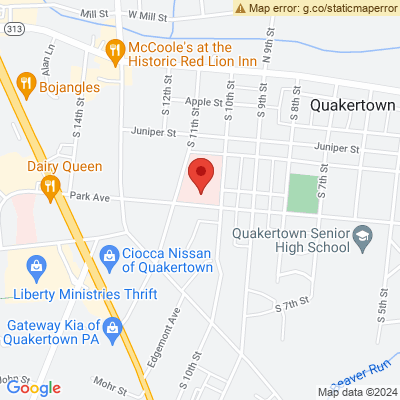 Map error: g.co/staticmaperror
Mill St
W Mill St
313
Alan Ln
McCoole's at the
Historic Red Lion Inn
N 9th St
Bojangles
S 14th St
S 12th St
Apple St
S 11th St
S 10th St
S 9th St
S 8th St
Quakertown
Juniper St
Juniper St
Dairy Queen
Park Ave
S 7th St
Quakertown Senior
High School
Ciocca Nissan
of Quakertown
Liberty Ministries Thrift
S 7th St
S 5th St
Gateway Kia of
Quakertown PA
Edgemont Ave
S 10th St
John St
Mohr St
Beaver Run
Google
Map data ©2024